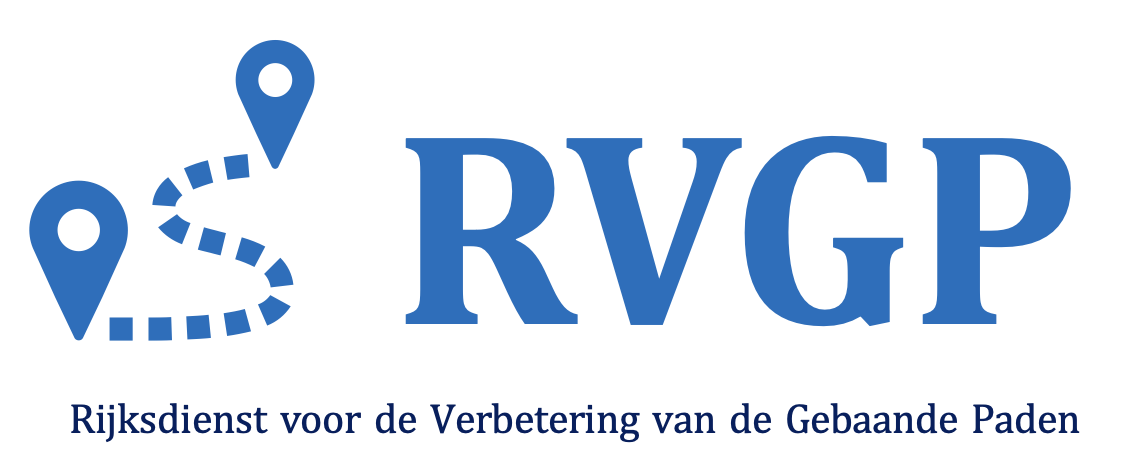 RVGP
Rijksdienst voor de Verbetering van de Gebaande Paden